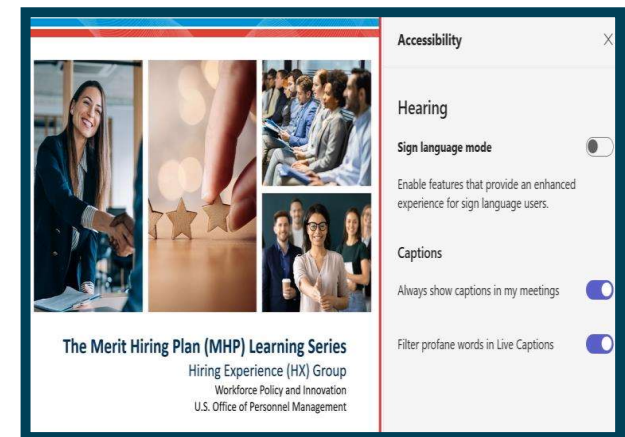 The Merit Hiring Plan (MHP) Learning Series
Hiring Experience (HX) Group
Workforce Policy and Innovation
U.S. Office of Personnel Management
Accessibility
Hearing
Sign language mode
Enable features that provide an enhanced
experience for sign language users.
Captions
Always show captions in my meetings
Filter profane words in Live Captions